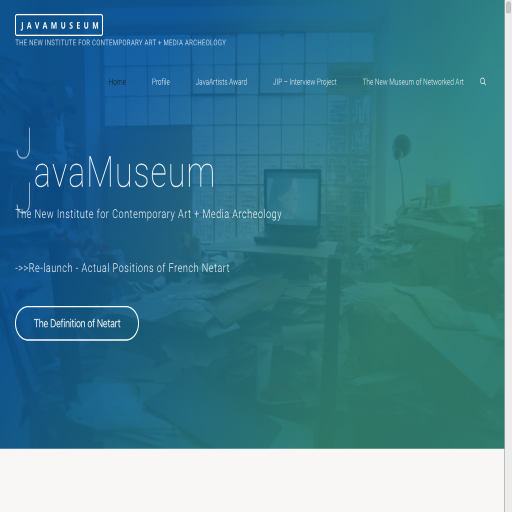 JAVAMUSEUM
THE NEW INSTITUTE FOR CONTEMPORARY ART + MEDIA ARCHEOLOGY
Home Profile JavaArtists Award JIP – Interview Project The New Museum of Networked Art
JavaMuseum
The New Institute for Contemporary Art + Media Archeology
->>Re-launch - Actual Positions of French Netart
The Definition of Netart